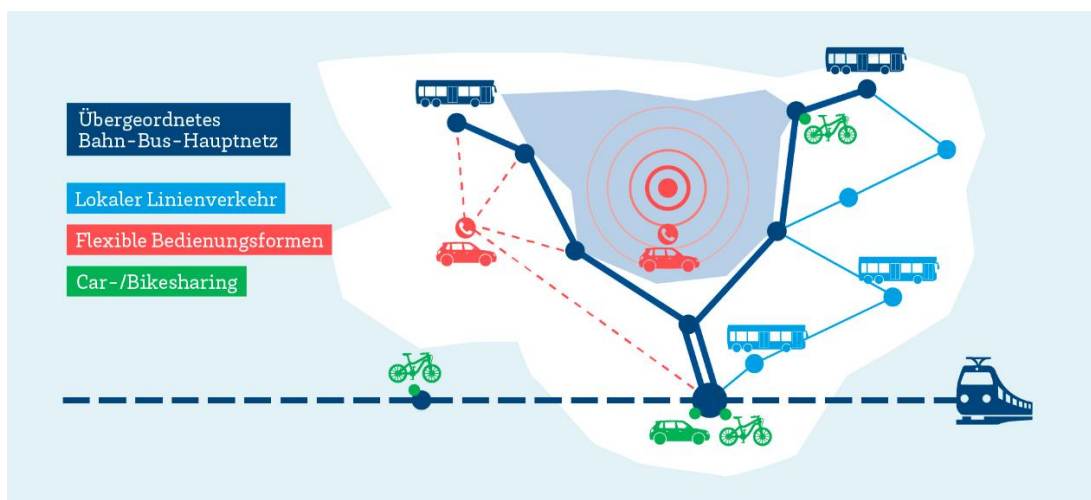 Übergeordnetes
Bahn-Bus-Hauptnetz
Lokaler Linienverkehr
Flexible Bedienungsformen
Car-/Bikesharing